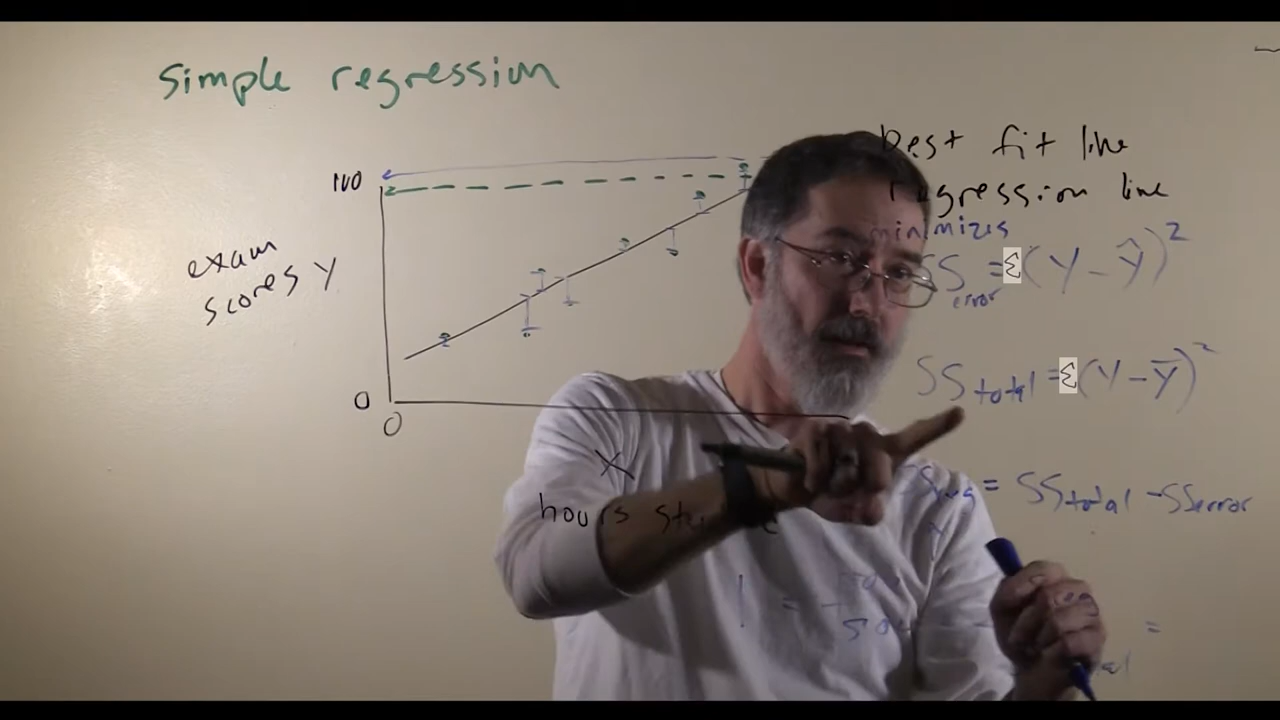 simple regression
best fit line
100
regression line
minimizes
exam
scores Y
SS error = Σ(Y - Ŷ)²
SS total = Σ(Y - Ȳ)²
0
0
X
= SS total - SS error
hours
=
=